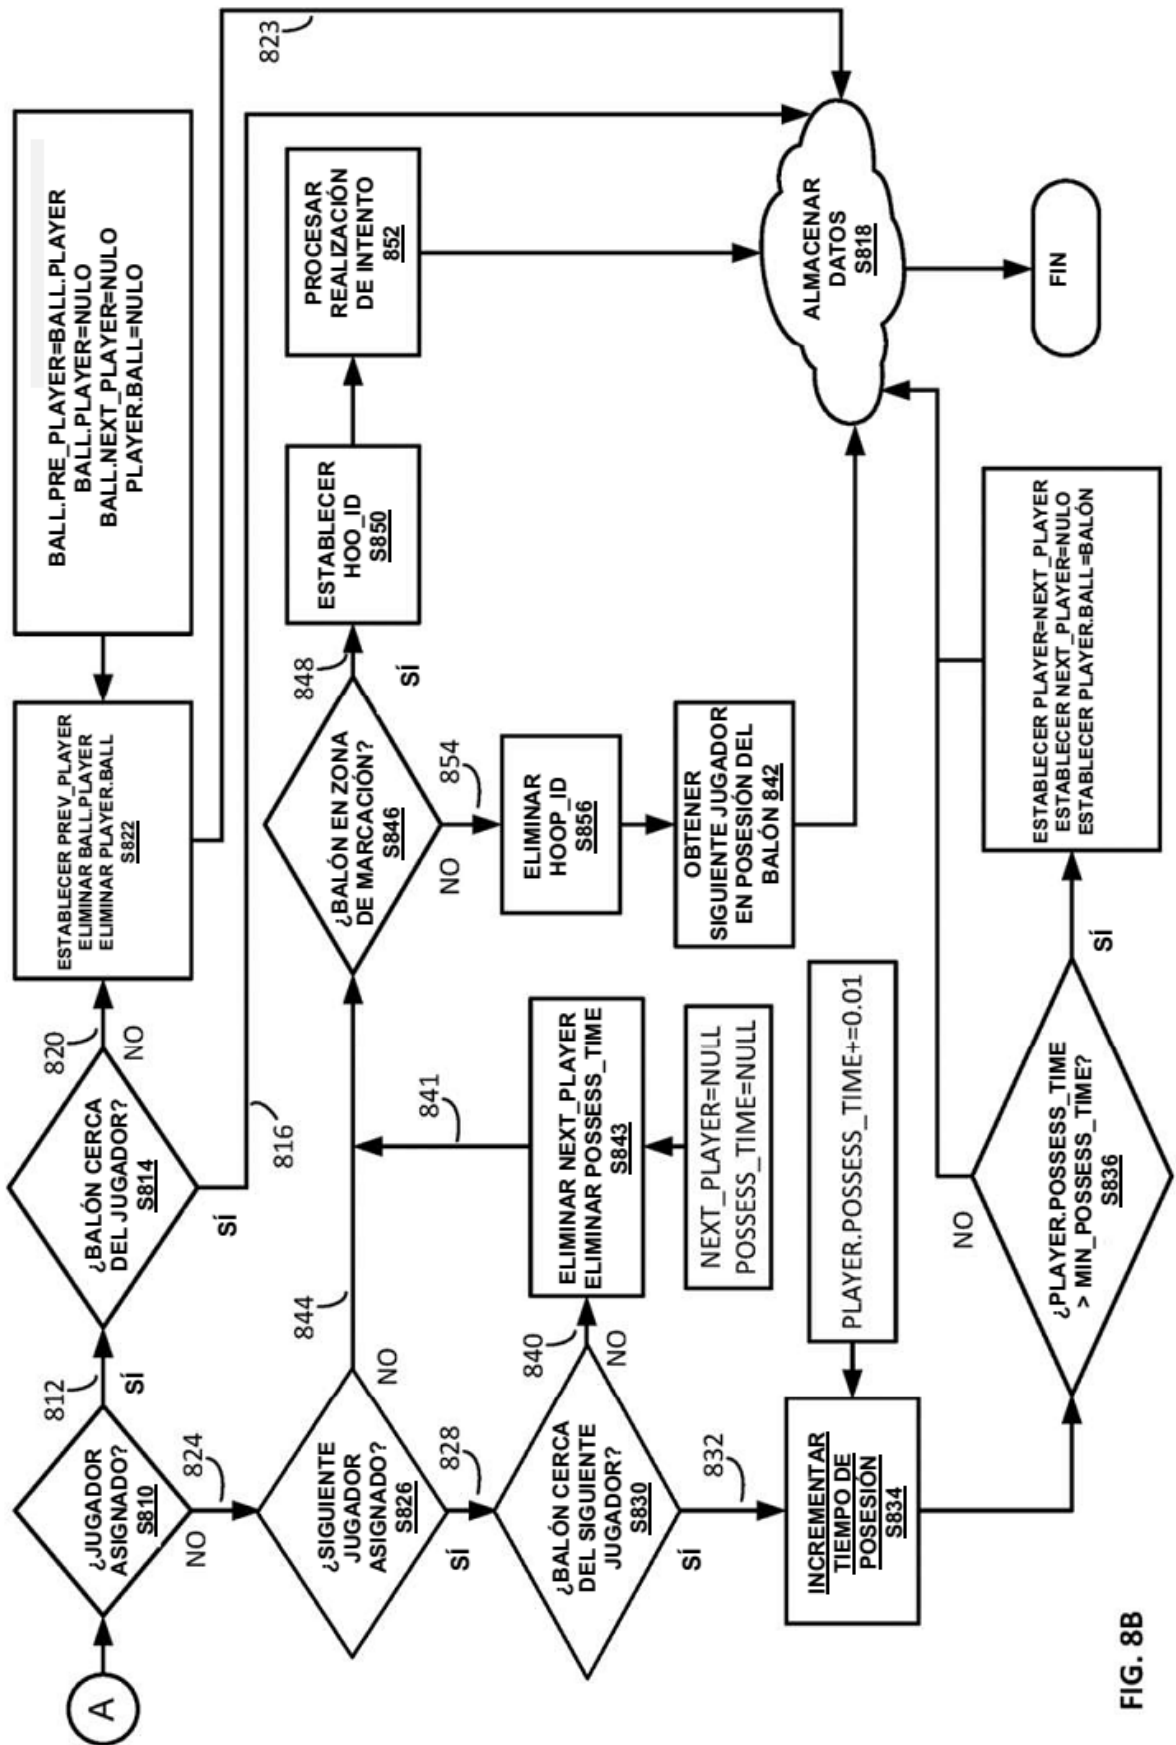 A
¿JUGADOR
ASIGNADO?
S810
812
SÍ
824
NO
¿BALÓN CERCA
DEL JUGADOR?
S814
820
NO
816
SÍ
ESTABLECER PREV_PLAYER
ELIMINAR BALL.PLAYER
ELIMINAR PLAYER.BALL
S822
BALL.PRE_PLAYER=BALL.PLAYER
BALL.PLAYER=NULO
BALL.NEXT_PLAYER=NULO
PLAYER.BALL=NULO
823
¿SIGUIENTE
JUGADOR
ASIGNADO?
S826
844
NO
828
SÍ
¿BALÓN EN ZONA
DE MARCACIÓN?
S846
848
SÍ
854
NO
ESTABLECER
HOO_ID
S850
PROCESAR
REALIZACIÓN
DE INTENTO
852
¿BALÓN CERCA
DEL SIGUIENTE
JUGADOR?
S830
840
NO
832
SÍ
841
ELIMINAR NEXT_PLAYER
ELIMINAR POSSESS_TIME
S843
NEXT_PLAYER=NULL
POSSESS_TIME=NULL
ELIMINAR
HOOP_ID
S856
OBTENER
SIGUIENTE JUGADOR
EN POSESIÓN DEL
BALÓN 842
ALMACENAR
DATOS
S818
FIN
INCREMENTAR
TIEMPO DE
POSESIÓN
S834
PLAYER.POSSESS_TIME+=0.01
¿PLAYER.POSSESS_TIME
> MIN_POSSESS_TIME?
S836
NO
SÍ
ESTABLECER PLAYER=NEXT_PLAYER
ESTABLECER NEXT_PLAYER=NULO
ESTABLECER PLAYER.BALL=BALÓN
FIG. 8B